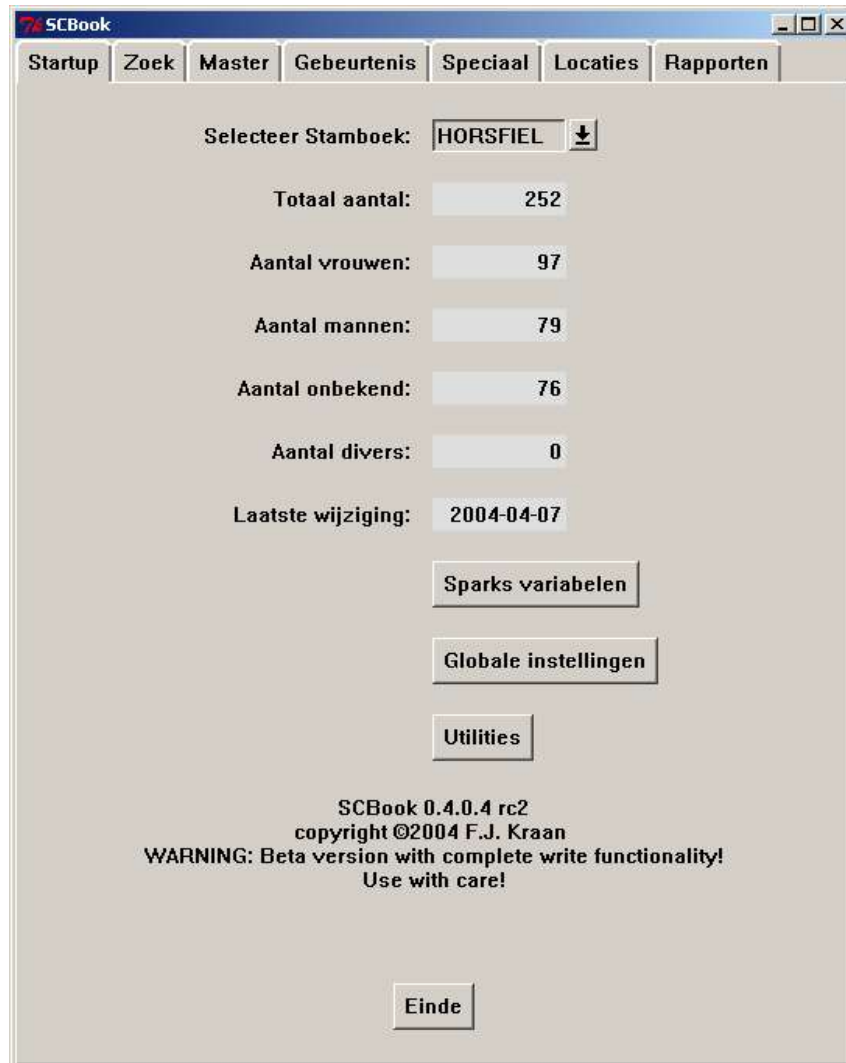 SCBook
Startup Zoek Master Gebeurtenis Speciaal Locaties Rapporten
Selecteer Stamboek: HORSFIEL
Totaal aantal: 252
Aantal vrouwen: 97
Aantal mannen: 79
Aantal onbekend: 76
Aantal divers: 0
Laatste wijziging: 2004-04-07
Sparks variabelen
Globale instellingen
Utilities
SCBook 0.4.0.4 rc2
copyright ©2004 F.J. Kraan
WARNING: Beta version with complete write functionality!
Use with care!
Einde